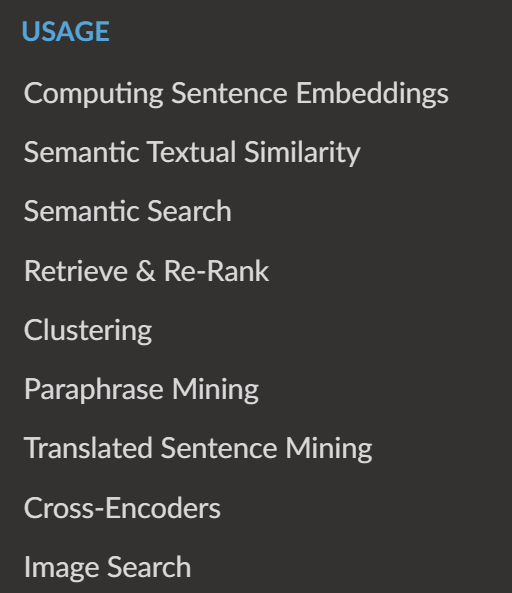 USAGE
Computing Sentence Embeddings
Semantic Textual Similarity
Semantic Search
Retrieve & Re-Rank
Clustering
Paraphrase Mining
Translated Sentence Mining
Cross-Encoders
Image Search